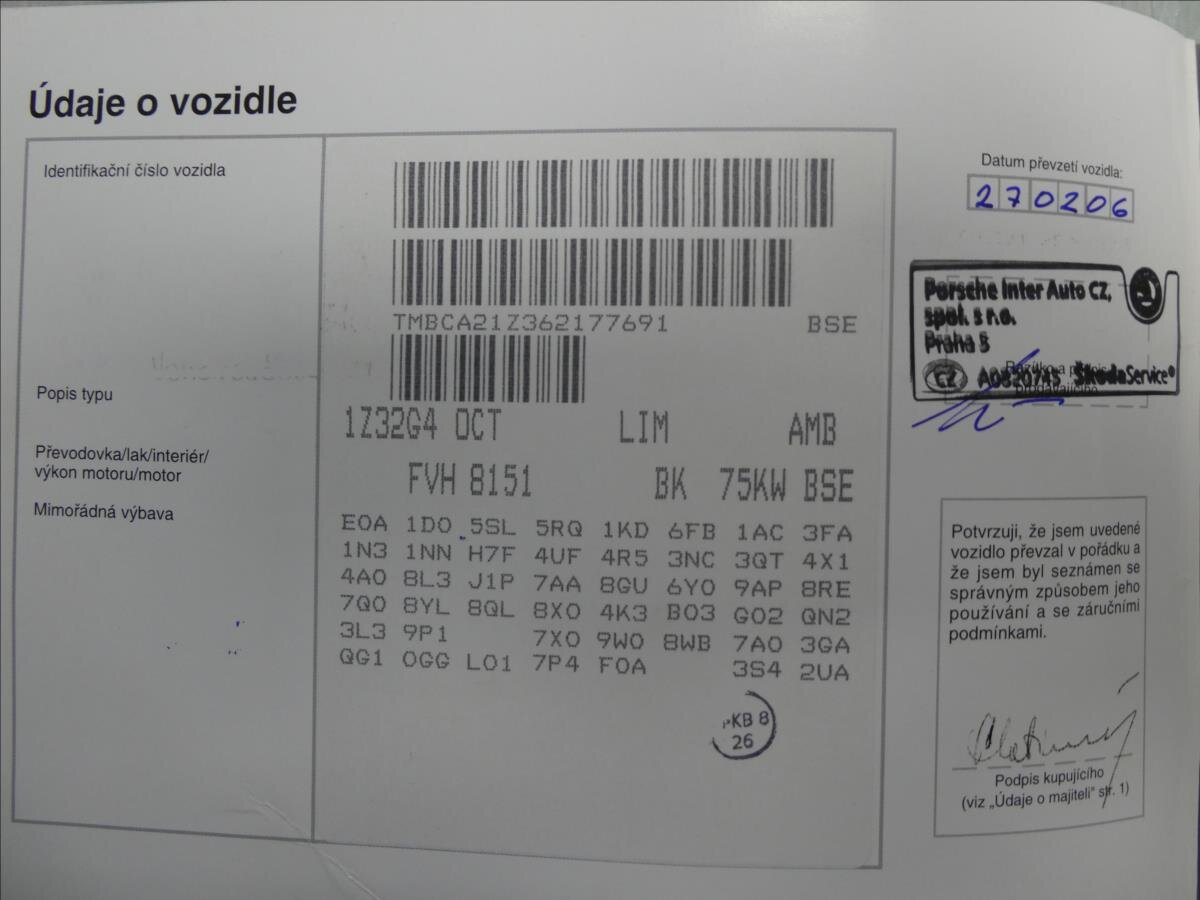 Údaje o vozidle
Identifikační číslo vozidla
TMBCA21Z362177691 BSE
Popis typu
1Z32G4 OCT LIM AMB
Převodovka/lak/interiér/
výkon motoru/motor
FVH 8151 BK 75KW BSE
Mimořádná výbava
E0A 1D0 5SL 5RQ 1KD 6FB 1AC 3FA
1N3 1NN H7F 4UF 4R5 3NC 3QT 4X1
4A0 8L3 J1P 7AA 8GU 6Y0 9AP 8RE
7Q0 8YL 8QL 8X0 4K3 B03 G02 QN2
3L3 9P1 7X0 9W0 8WB 7A0 3GA
QG1 0GG L01 7P4 F0A 3S4 2UA
KB 8
26
Datum převzetí vozidla:
270206
Porsche Inter Auto CZ,
spol. s r.o.
Praha 5
CZ ŠkodaService®
Potvrzuji, že jsem uvedené
vozidlo převzal v pořádku a
že jsem byl seznámen se
správným způsobem jeho
používání a se záručními
podmínkami.
Podpis kupujícího
(viz „Údaje o majiteli" str. 1)